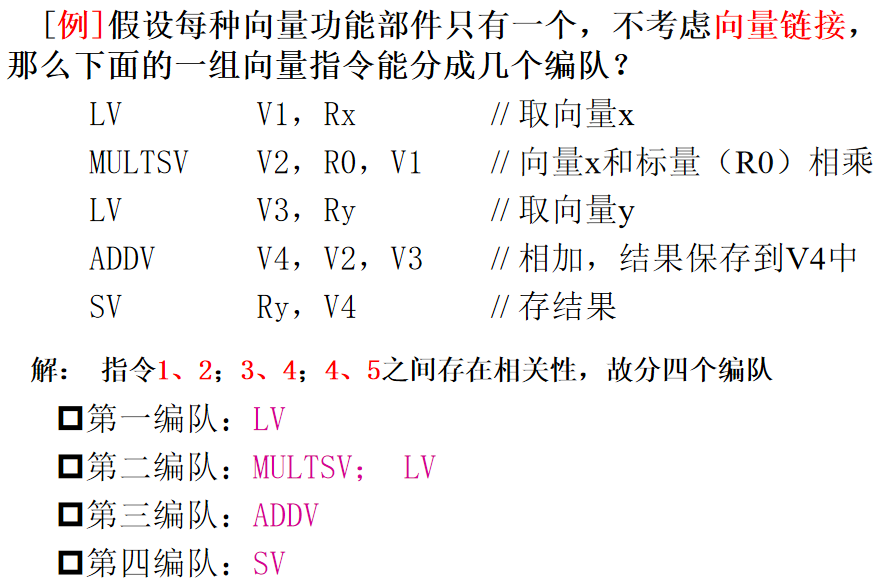 [例]假设每种向量功能部件只有一个，不考虑向量链接，
那么下面的一组向量指令能分成几个编队？
LV V1，Rx //取向量x
MULTSV V2，R0，V1 //向量x和标量（R0）相乘
LV V3，Ry //取向量y
ADDV V4，V2，V3 //相加，结果保存到V4中
SV Ry，V4 //存结果
解： 指令1、2；3、4；4、5之间存在相关性，故分四个编队
第一编队：LV
第二编队：MULTSV； LV
第三编队：ADDV
第四编队：SV